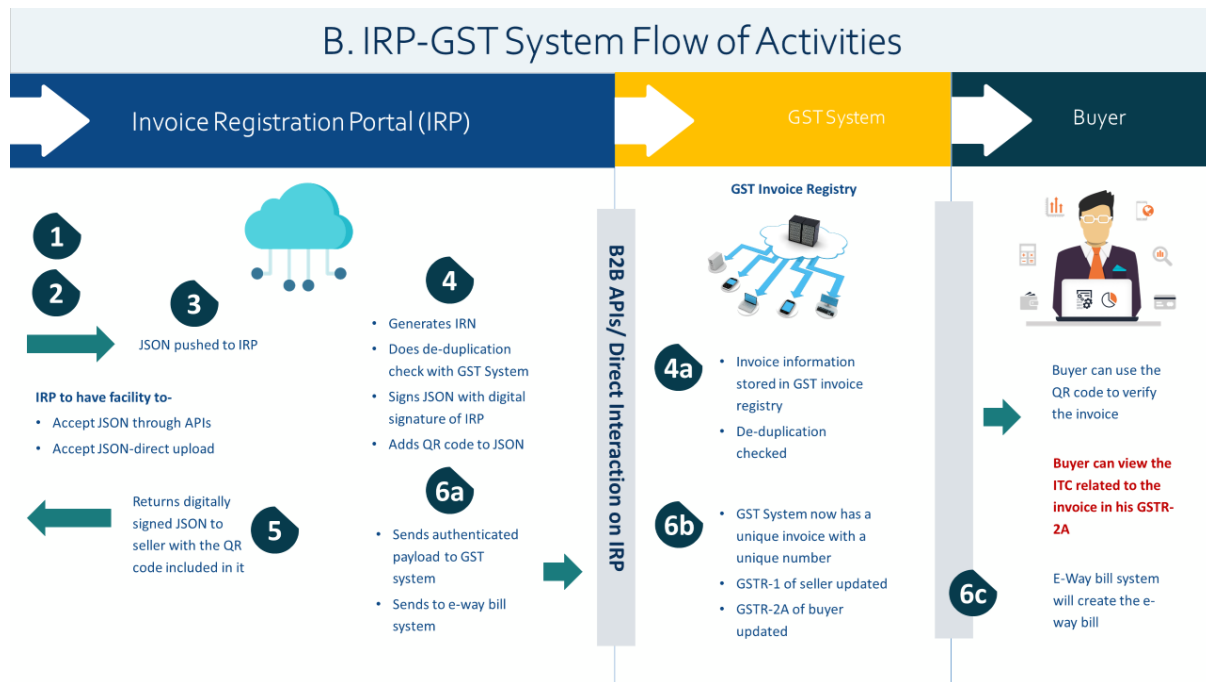 B. IRP-GST System Flow of Activities
Invoice Registration Portal (IRP)
GST System
Buyer
1
2
3
JSON pushed to IRP
IRP to have facility to-
• Accept JSON through APIs
• Accept JSON-direct upload
4
• Generates IRN
• Does de-duplication
check with GST System
• Signs JSON with digital
signature of IRP
• Adds QR code to JSON
Returns digitally
signed JSON to
seller with the QR
code included in it
5
6a
• Sends authenticated
payload to GST
system
• Sends to e-way bill
system
B2B APIs/ Direct Interaction on IRP
GST Invoice Registry
4a
• Invoice information
stored in GST invoice
registry
• De-duplication
checked
6b
• GST System now has a
unique invoice with a
unique number
• GSTR-1 of seller updated
• GSTR-2A of buyer
updated
Buyer can use the
QR code to verify
the invoice
Buyer can view the
ITC related to the
invoice in his GSTR-
2A
6c
E-Way bill system
will create the e-
way bill